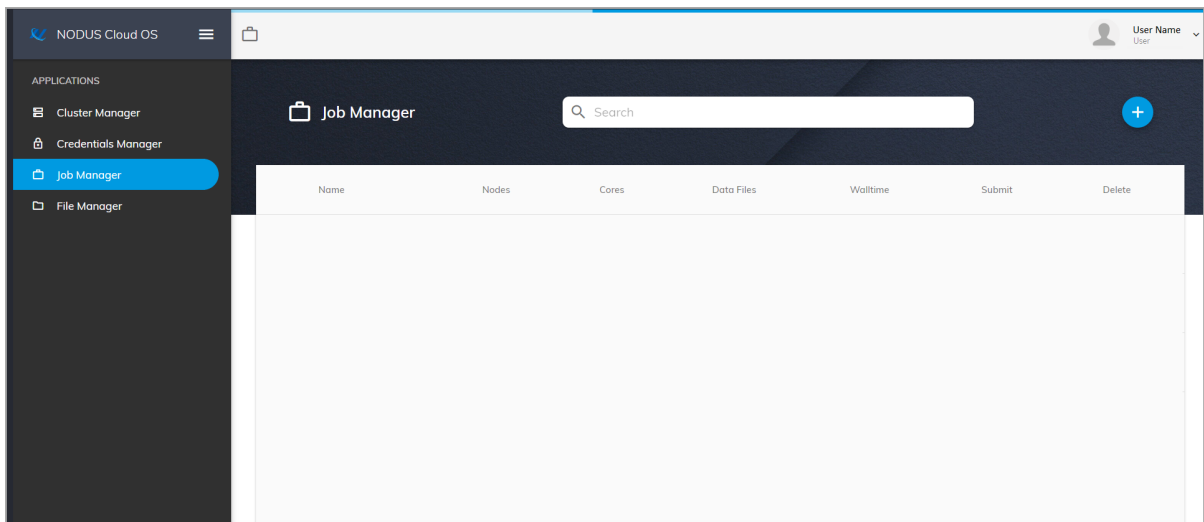 NODUS Cloud OS
User Name
User
APPLICATIONS
Cluster Manager
Credentials Manager
Job Manager
File Manager
Job Manager
Search
Name Nodes Cores Data Files Walltime Submit Delete